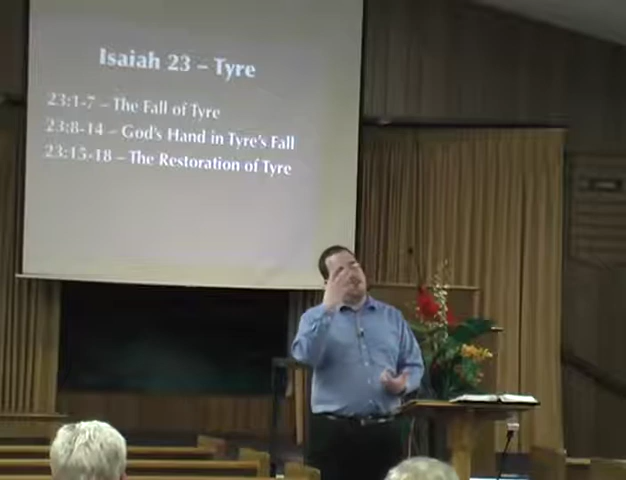 Isaiah 23 – Tyre
23:1-7 – The Fall of Tyre
23:8-14 – God's Hand in Tyre's Fall
23:15-18 – The Restoration of Tyre